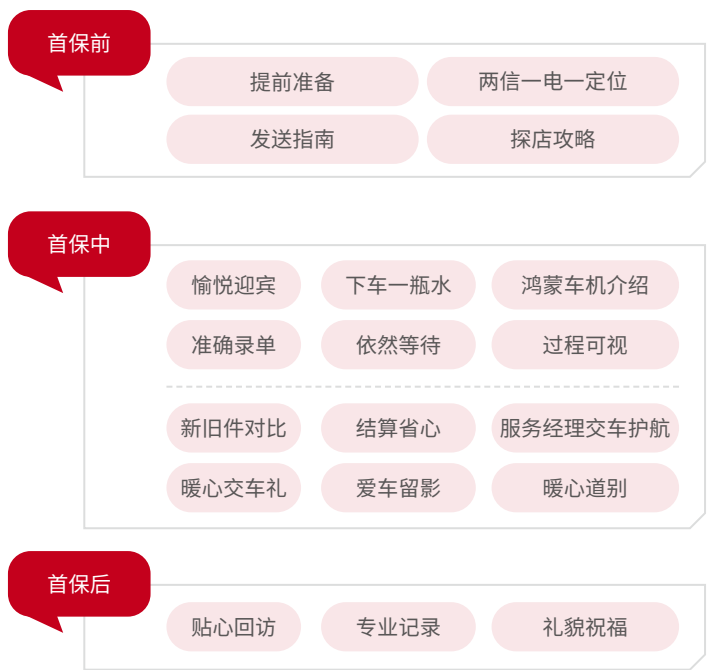 首保前
提前准备
两信一电一定位
发送指南
探店攻略
首保中
愉悦迎宾
下车一瓶水
鸿蒙车机介绍
准确录单
依然等待
过程可视
新旧件对比
结算省心
服务经理交车护航
暖心交车礼
爱车留影
暖心道别
首保后
贴心回访
专业记录
礼貌祝福